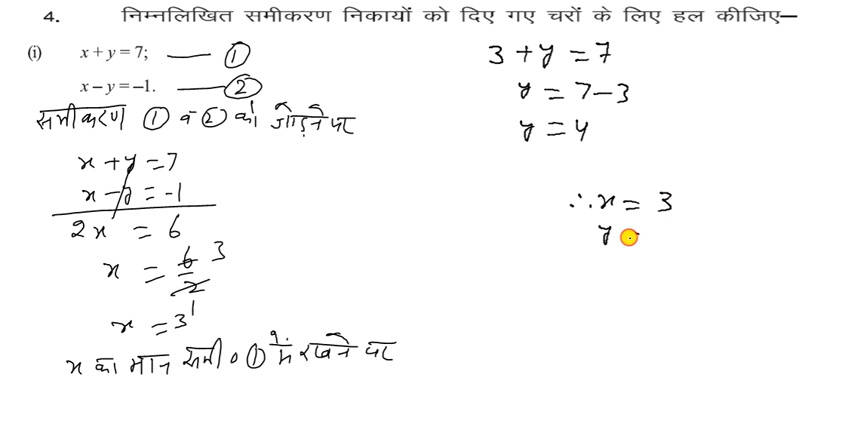 4. निम्नलिखित समीकरण निकायों को दिए गए चरों के लिए हल कीजिए–
(i) x + y = 7; —— ①
x – y = –1. —— ②
समीकरण ① व ② को जोड़ने पर
x + y = 7
x - y = -1
2x = 6
x = 6/2 3 1
x = 3
x का मान समी० ① में रखने पर
3 + y = 7
y = 7 - 3
y = 4
∴ x = 3
y